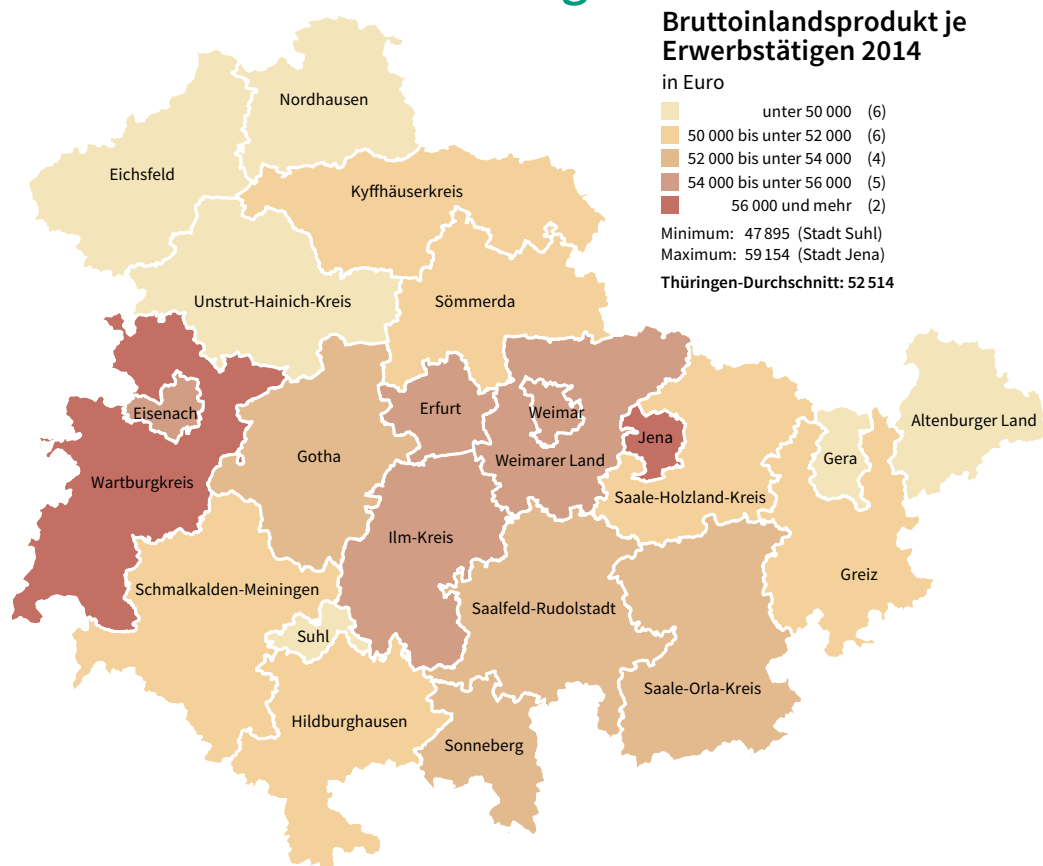 Bruttoinlandsprodukt je
Erwerbstätigen 2014
in Euro
unter 50 000 (6)
50 000 bis unter 52 000 (6)
52 000 bis unter 54 000 (4)
54 000 bis unter 56 000 (5)
56 000 und mehr (2)
Minimum: 47 895 (Stadt Suhl)
Maximum: 59 154 (Stadt Jena)
Thüringen-Durchschnitt: 52 514
Nordhausen
Eichsfeld
Kyffhäuserkreis
Unstrut-Hainich-Kreis
Sömmerda
Eisenach
Erfurt
Weimar
Altenburger Land
Jena
Gotha
Weimarer Land
Gera
Wartburgkreis
Saale-Holzland-Kreis
Ilm-Kreis
Greiz
Schmalkalden-Meiningen
Saalfeld-Rudolstadt
Suhl
Saale-Orla-Kreis
Hildburghausen
Sonneberg